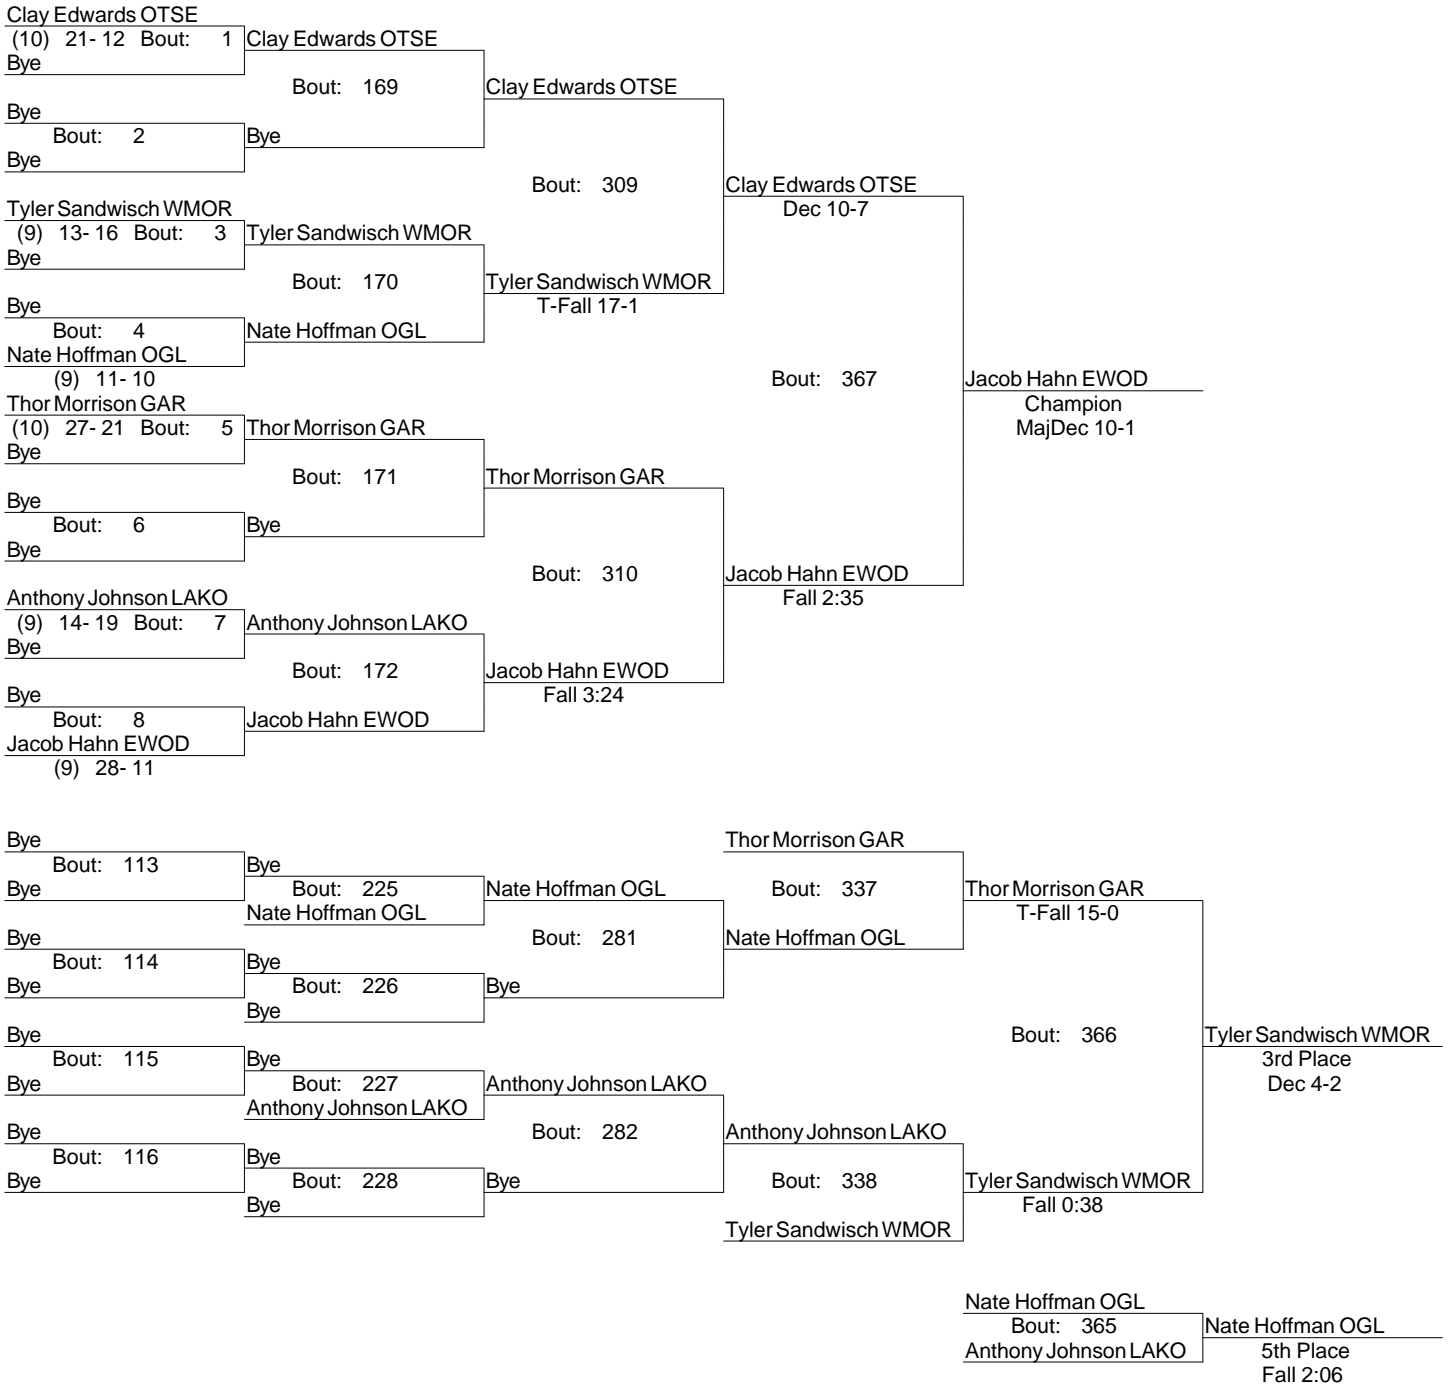 Clay Edwards OTSE
(10) 21- 12 Bout: 1 Clay Edwards OTSE
Bye
Bout: 169 Clay Edwards OTSE
Bye
Bout: 2 Bye
Bye
Bout: 309 Clay Edwards OTSE
Dec 10-7
Tyler Sandwisch WMOR
(9) 13- 16 Bout: 3 Tyler Sandwisch WMOR
Bye
Bout: 170 Tyler Sandwisch WMOR
T-Fall 17-1
Bye
Bout: 4 Nate Hoffman OGL
Nate Hoffman OGL
(9) 11- 10
Bout: 367 Jacob Hahn EWOD
Champion
MajDec 10-1
Thor Morrison GAR
(10) 27- 21 Bout: 5 Thor Morrison GAR
Bye
Bout: 171 Thor Morrison GAR
Bye
Bout: 6 Bye
Bye
Bout: 310 Jacob Hahn EWOD
Fall 2:35
Anthony Johnson LAKO
(9) 14- 19 Bout: 7 Anthony Johnson LAKO
Bye
Bout: 172 Jacob Hahn EWOD
Fall 3:24
Bye
Bout: 8 Jacob Hahn EWOD
Jacob Hahn EWOD
(9) 28- 11
Bye Thor Morrison GAR
Bout: 113 Bye
Bye Bout: 225 Nate Hoffman OGL Bout: 337 Thor Morrison GAR
Nate Hoffman OGL T-Fall 15-0
Bye Bout: 281 Nate Hoffman OGL
Bout: 114 Bye
Bye Bout: 226 Bye
Bye
Bye Bout: 366 Tyler Sandwisch WMOR
Bout: 115 Bye 3rd Place
Bye Bout: 227 Anthony Johnson LAKO Dec 4-2
Anthony Johnson LAKO
Bye Bout: 282 Anthony Johnson LAKO
Bout: 116 Bye
Bye Bout: 228 Bye Bout: 338 Tyler Sandwisch WMOR
Bye Fall 0:38
Tyler Sandwisch WMOR
Nate Hoffman OGL
Bout: 365 Nate Hoffman OGL
Anthony Johnson LAKO 5th Place
Fall 2:06